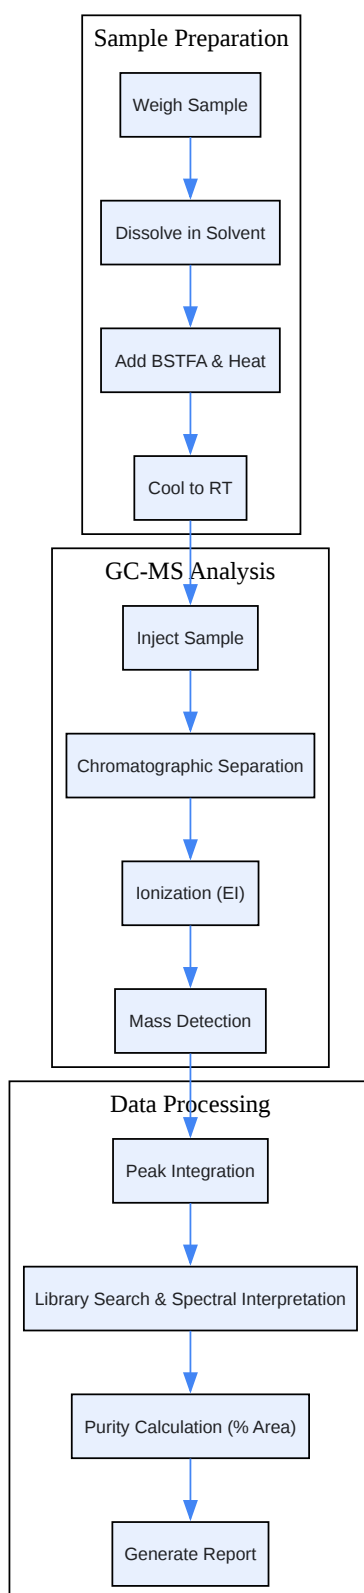 Sample Preparation
Weigh Sample
Dissolve in Solvent
Add BSTFA & Heat
Cool to RT
GC-MS Analysis
Inject Sample
Chromatographic Separation
Ionization (EI)
Mass Detection
Data Processing
Peak Integration
Library Search & Spectral Interpretation
Purity Calculation (% Area)
Generate Report